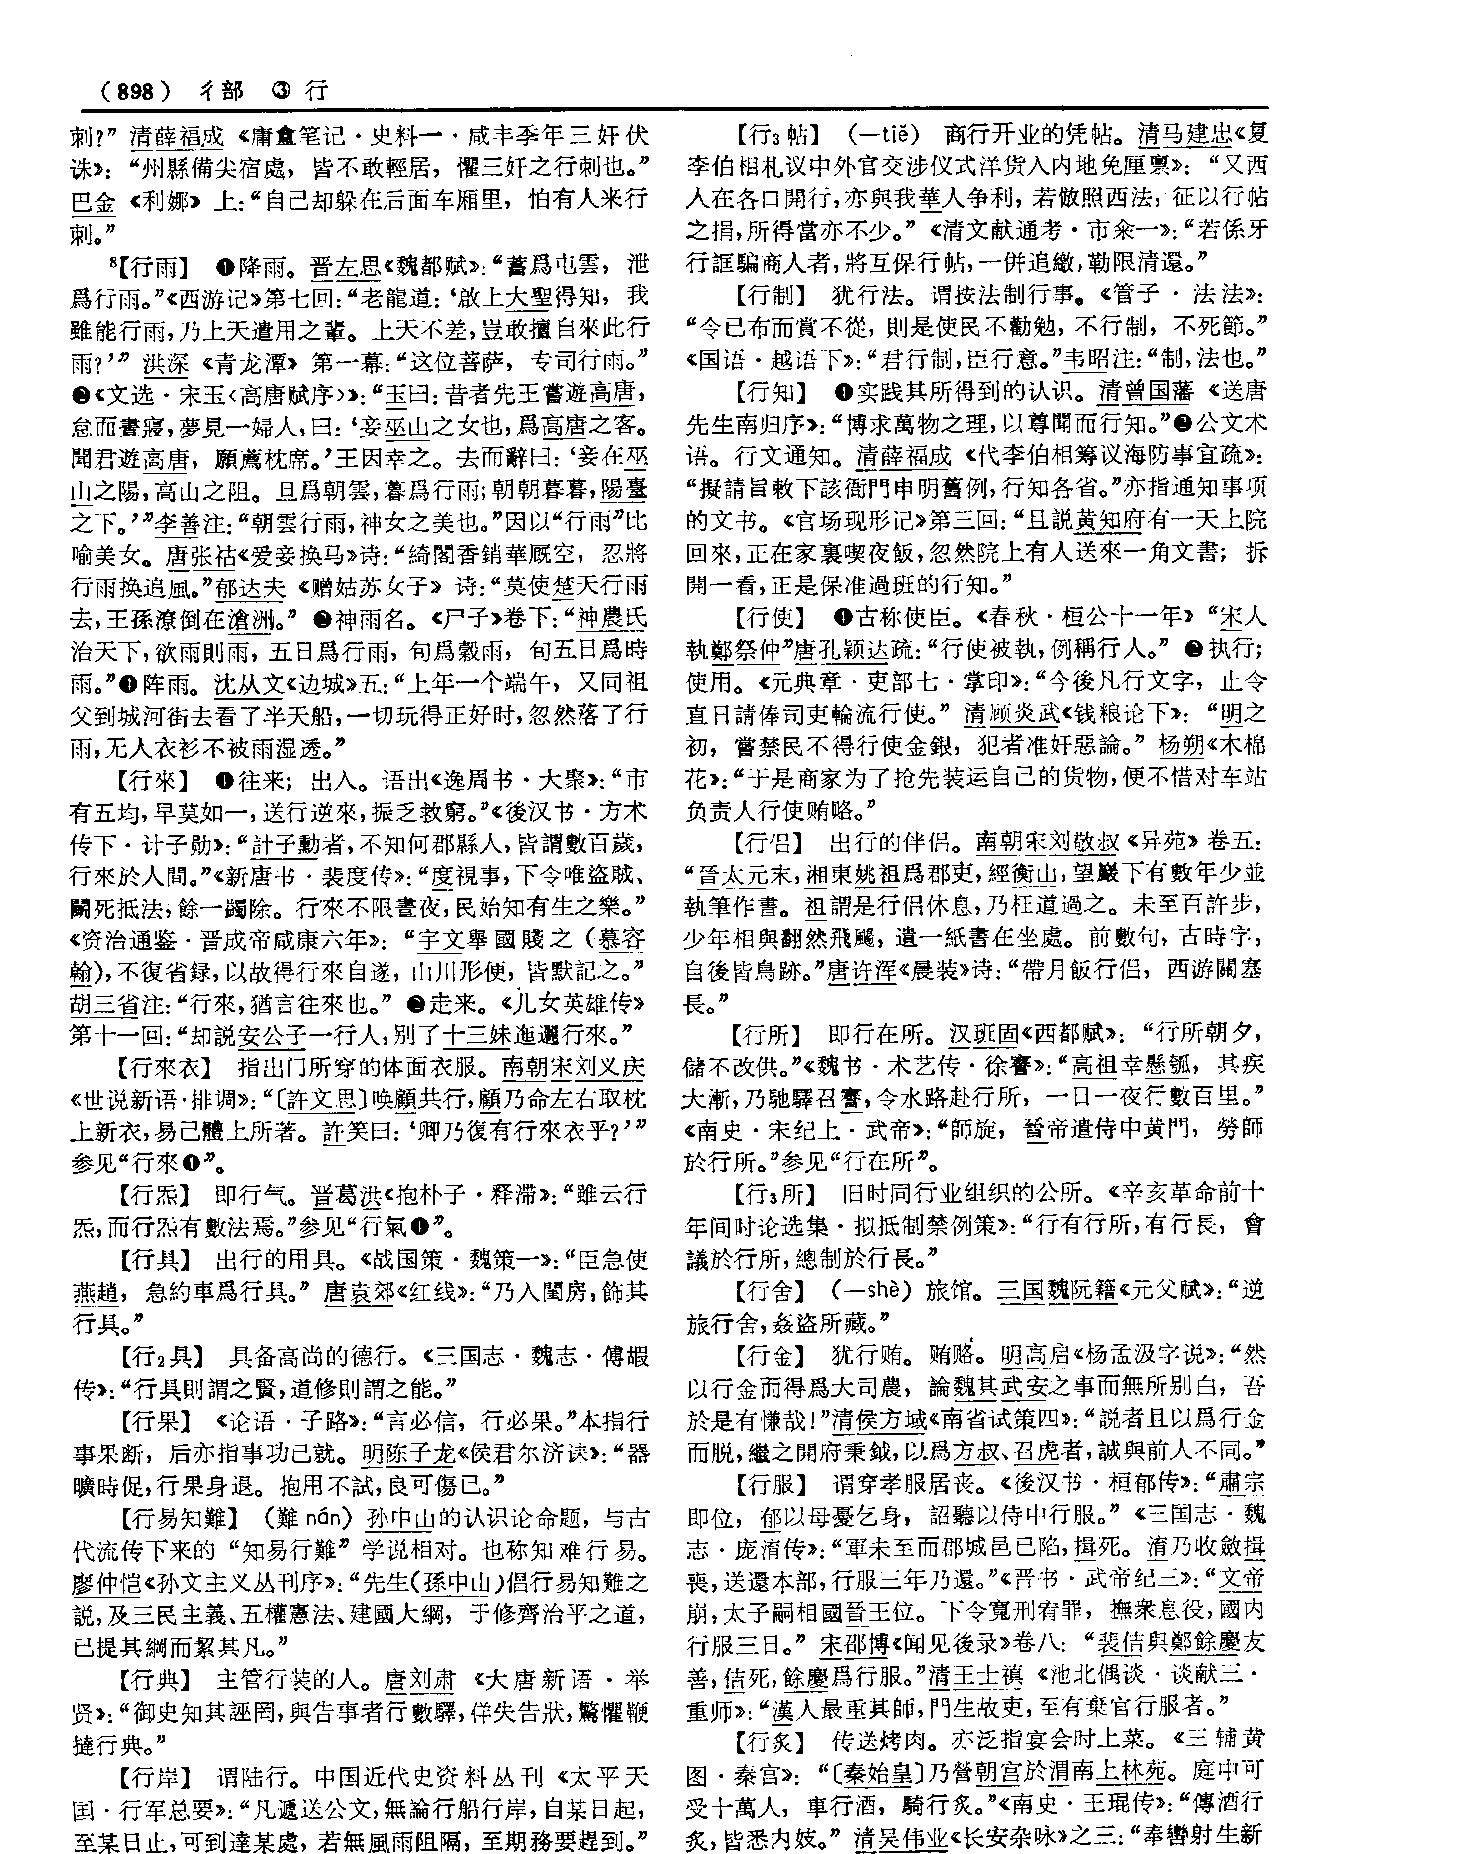 （898） 彳部 ③ 行
刺?” 清薛福成《庸盦笔记·史料一·咸丰季年三奸伏
诛》：“州縣備尖宿處，皆不敢輕居，懼三奸之行刺也。”
巴金《利娜》上：“自己却躲在后面车厢里，怕有人来行
刺。”
⁸【行雨】 ❶降雨。晋左思《魏都赋》：“蓄爲屯雲，泄
爲行雨。”《西游记》第七回：“老龍道：‘啟上大聖得知，我
雖能行雨，乃上天遣用之輩。上天不差，豈敢擅自來此行
雨?’” 洪深《青龙潭》第一幕：“这位菩萨，专司行雨。”
❷《文选·宋玉〈高唐赋序〉》：“玉曰：昔者先王嘗遊高唐，
怠而晝寢，夢見一婦人，曰：‘妾巫山之女也，爲高唐之客。
聞君遊高唐，願薦枕席。’王因幸之。去而辭曰：‘妾在巫
山之陽，高山之阻。旦爲朝雲，暮爲行雨；朝朝暮暮，陽臺
之下。’”李善注：“朝雲行雨，神女之美也。”因以“行雨”比
喻美女。唐张祜《爱妾换马》诗：“綺閣香銷華厩空，忍將
行雨换追風。”郁达夫《赠姑苏女子》诗：“莫使楚天行雨
去，王孫潦倒在滄洲。” ❸神雨名。《尸子》卷下：“神農氏
治天下，欲雨則雨，五日爲行雨，旬爲穀雨，旬五日爲時
雨。”❹阵雨。沈从文《边城》五：“上年一个端午，又同祖
父到城河街去看了半天船，一切玩得正好时，忽然落了行
雨，无人衣衫不被雨湿透。”
【行來】 ❶往来；出入。语出《逸周书·大聚》：“市
有五均，早莫如一，送行逆來，振乏救窮。”《後汉书·方术
传下·计子勋》：“計子勳者，不知何郡縣人，皆謂數百歲，
行來於人間。”《新唐书·裴度传》：“度視事，下令唯盜賊、
鬭死抵法，餘一蠲除。行來不限晝夜，民始知有生之樂。”
《资治通鉴·晋成帝咸康六年》：“宇文舉國賤之（慕容
翰），不復省録，以故得行來自遂，山川形便，皆默記之。”
胡三省注：“行來，猶言往來也。” ❷走来。《儿女英雄传》
第十一回：“却説安公子一行人，别了十三妹迤邐行來。”
【行來衣】 指出门所穿的体面衣服。南朝宋刘义庆
《世说新语·排调》：“〔許文思〕唤顧共行，顧乃命左右取枕
上新衣，易己體上所著。許笑曰：‘卿乃復有行來衣乎?’”
参见“行來❶”。
【行炁】 即行气。晋葛洪《抱朴子·释滞》：“雖云行
炁，而行炁有數法焉。”参见“行氣❶”。
【行具】 出行的用具。《战国策·魏策一》：“臣急使
燕趙，急約車爲行具。” 唐袁郊《红线》：“乃入閨房，飾其
行具。”
【行₂具】 具备高尚的德行。《三国志·魏志·傅嘏
传》：“行具則謂之賢，道修則謂之能。”
【行果】 《论语·子路》：“言必信，行必果。”本指行
事果断，后亦指事功已就。明陈子龙《侯君尔济诔》：“器
曠時促，行果身退。抱用不試，良可傷已。”
【行易知難】（難 nán） 孙中山的认识论命题，与古
代流传下来的“知易行難”学说相对。也称知难行易。
廖仲恺《孙文主义丛刊序》：“先生(孫中山)倡行易知難之
説，及三民主義、五權憲法、建國大綱，于修齊治平之道，
已提其綱而絜其凡。”
【行典】 主管行装的人。唐刘肃《大唐新语·举
贤》：“御史知其誣罔，與告事者行數驛，佯失告狀，驚懼鞭
撻行典。”
【行岸】 谓陆行。中国近代史资料丛刊《太平天
国·行军总要》：“凡遞送公文，無論行船行岸，自某日起，
至某日止，可到達某處，若無風雨阻隔，至期務要趕到。”
【行₃帖】（—tiě） 商行开业的凭帖。清马建忠《复
李伯相札议中外官交涉仪式洋货入内地免厘禀》：“又西
人在各口開行，亦與我華人争利，若倣照西法，征以行帖
之捐，所得當亦不少。”《清文献通考·市籴一》：“若係牙
行誆騙商人者，將互保行帖，一併追繳，勒限清還。”
【行制】 犹行法。谓按法制行事。《管子·法法》：
“令已布而賞不從，則是使民不勸勉，不行制，不死節。”
《国语·越语下》：“君行制，臣行意。”韦昭注：“制，法也。”
【行知】 ❶实践其所得到的认识。清曾国藩《送唐
先生南归序》：“博求萬物之理，以尊聞而行知。”❷公文术
语。行文通知。清薛福成《代李伯相筹议海防事宜疏》：
“擬請旨敕下該衙門申明舊例，行知各省。”亦指通知事项
的文书。《官场现形记》第三回：“且説黄知府有一天上院
回來，正在家裏喫夜飯，忽然院上有人送來一角文書；拆
開一看，正是保准過班的行知。”
【行使】 ❶古称使臣。《春秋·桓公十一年》“宋人
執鄭祭仲”唐孔颖达疏：“行使被執，例稱行人。” ❷执行；
使用。《元典章·吏部七·掌印》：“今後凡行文字，止令
直日請俸司吏輪流行使。” 清顾炎武《钱粮论下》：“明之
初，嘗禁民不得行使金銀，犯者准奸惡論。” 杨朔《木棉
花》：“于是商家为了抢先装运自己的货物，便不惜对车站
负责人行使贿赂。”
【行侣】 出行的伴侣。南朝宋刘敬叔《异苑》卷五：
“晉太元末，湘東姚祖爲郡吏，經衡山，望巖下有數年少並
執筆作書。祖謂是行侣休息，乃枉道過之。未至百許步，
少年相與翻然飛颺，遺一紙書在坐處。前數句，古時字，
自後皆鳥跡。”唐许浑《晨装》诗：“帶月飯行侣，西游關塞
長。”
【行所】 即行在所。汉班固《西都赋》：“行所朝夕，
儲不改供。”《魏书·术艺传·徐謇》：“高祖幸懸瓠，其疾
大漸，乃馳驛召謇，令水路赴行所，一日一夜行數百里。”
《南史·宋纪上·武帝》：“師旋，晉帝遣侍中黄門，勞師
於行所。”参见“行在所”。
【行₃所】 旧时同行业组织的公所。《辛亥革命前十
年间时论选集·拟抵制禁例策》：“行有行所，有行長，會
議於行所，總制於行長。”
【行舍】（—shè）旅馆。三国魏阮籍《元父赋》：“逆
旅行舍，姦盗所藏。”
【行金】 犹行贿。贿赂。明高启《杨孟汲字说》：“然
以行金而得爲大司農，論魏其武安之事而無所别白，吾
於是有慊哉！”清侯方域《南省试策四》：“説者且以爲行金
而脱，繼之開府秉鉞，以爲方叔、召虎者，誠與前人不同。”
【行服】 谓穿孝服居丧。《後汉书·桓郁传》：“肅宗
即位，郁以母憂乞身，詔聽以侍中行服。”《三国志·魏
志·庞淯传》：“軍未至而郡城邑已陷，揖死。淯乃收斂揖
喪，送還本部，行服三年乃還。”《晋书·武帝纪三》：“文帝
崩，太子嗣相國晉王位。下令寬刑宥罪，撫衆息役，國内
行服三日。” 宋邵博《闻见後录》卷八：“裴佶與鄭餘慶友
善，佶死，餘慶爲行服。”清王士禛《池北偶谈·谈献三·
重师》：“漢人最重其師，門生故吏，至有棄官行服者。”
【行炙】 传送烤肉。亦泛指宴会时上菜。《三辅黄
图·秦宫》：“〔秦始皇〕乃營朝宫於渭南上林苑。庭中可
受十萬人，車行酒，騎行炙。”《南史·王琨传》：“傳酒行
炙，皆悉内妓。” 清吴伟业《长安杂咏》之三：“奉轡射生新